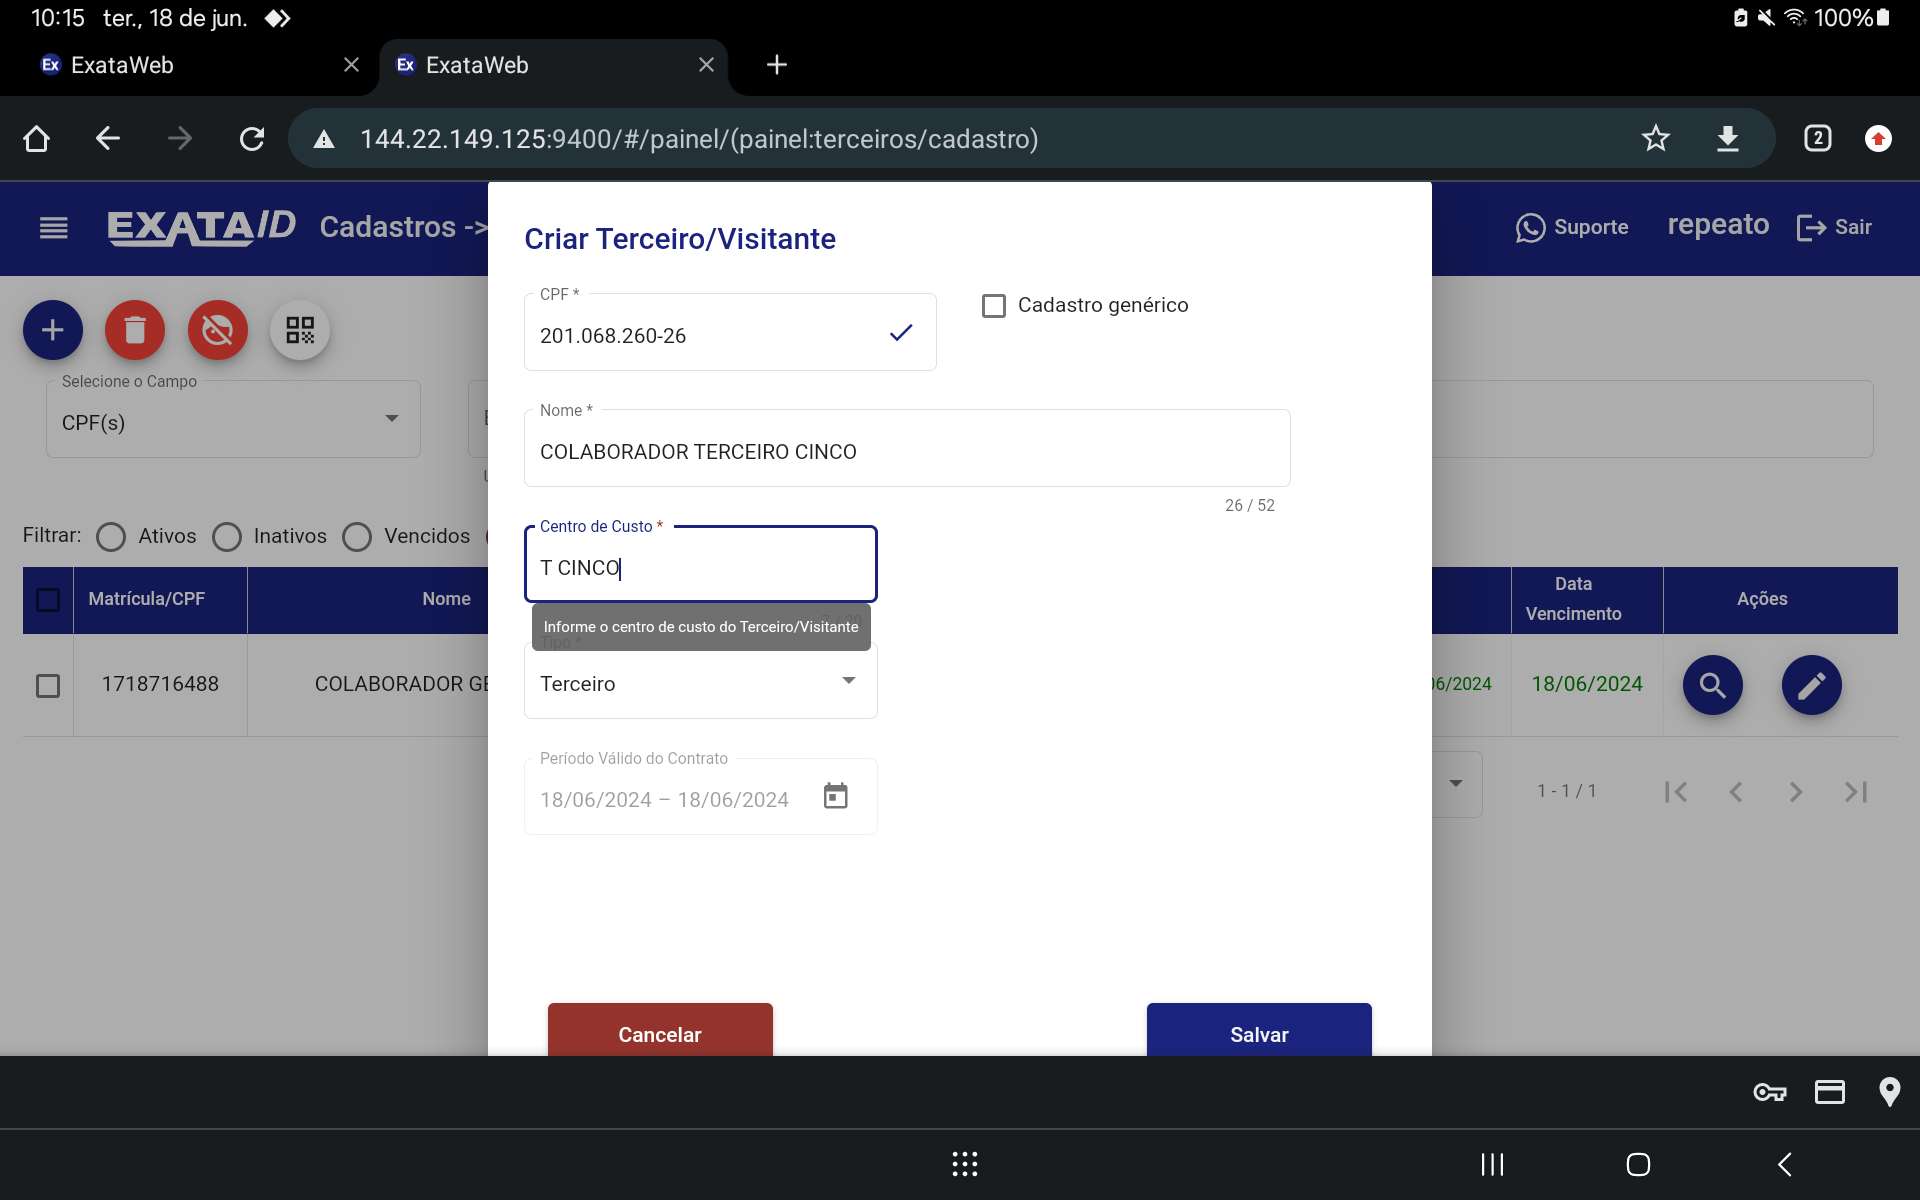 10:15 ter., 18 de jun. 100%
ExataWeb
ExataWeb
144.22.149.125:9400/#/painel/(painel:terceiros/cadastro) 2
EXATAID Cadastros ->
Suporte repeato Sair
Criar Terceiro/Visitante
CPF *
201.068.260-26
Cadastro genérico
Selecione o Campo
CPF(s)
Nome *
COLABORADOR TERCEIRO CINCO
26 / 52
Filtrar: Ativos Inativos Vencidos
Centro de Custo *
T CINCO
Informe o centro de custo do Terceiro/Visitante
Matrícula/CPF Nome Data Vencimento Ações
Tipo *
Terceiro
1718716488 COLABORADOR GE 06/2024 18/06/2024
Período Válido do Contrato
18/06/2024 – 18/06/2024
1 - 1 / 1
Cancelar
Salvar